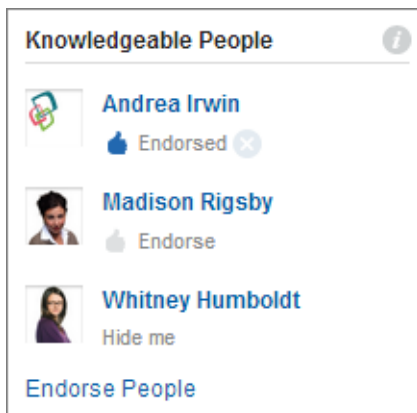 Knowledgeable People
Andrea Irwin
Endorsed
Madison Rigsby
Endorse
Whitney Humboldt
Hide me
Endorse People